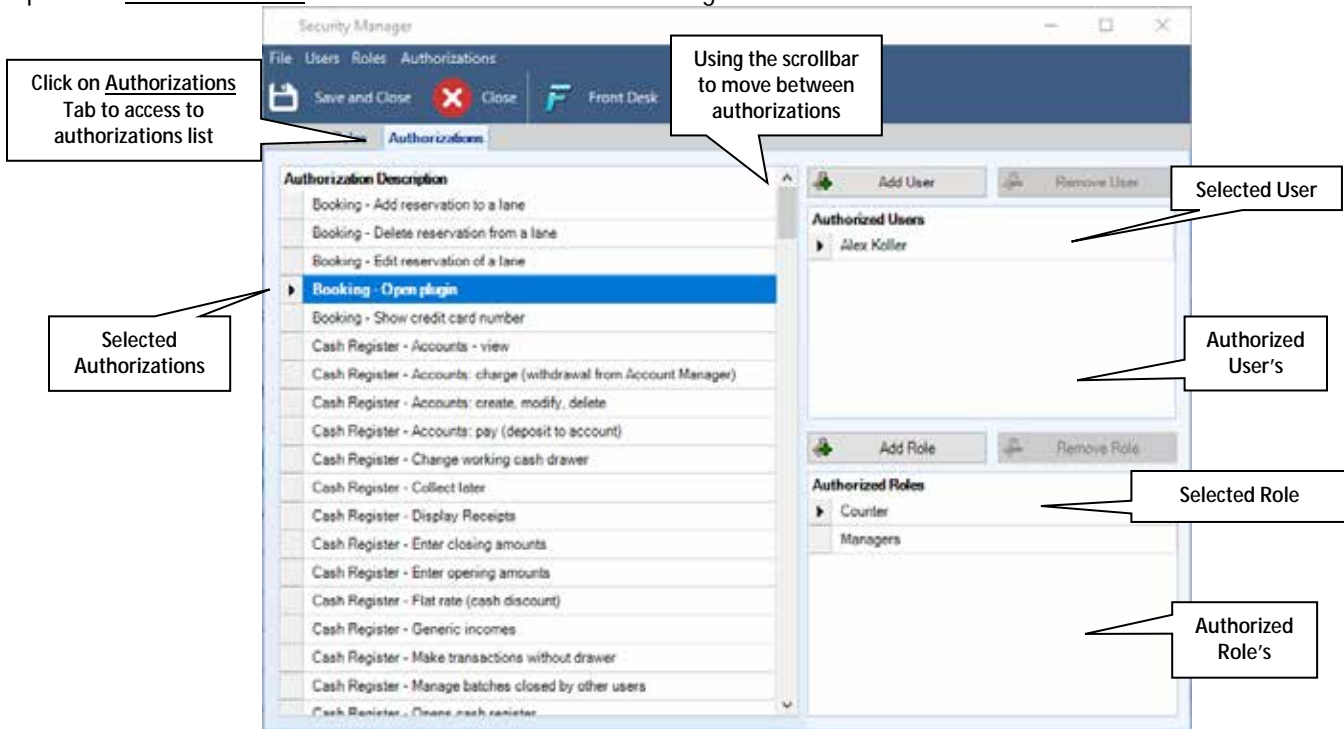 Security Manager
File Users Roles Authorizations
Save and Close Close Front Desk
Authorizations
Click on Authorizations
Tab to access to
authorizations list
Using the scrollbar
to move between
authorizations
Authorization Description
Booking - Add reservation to a lane
Booking - Delete reservation from a lane
Booking - Edit reservation of a lane
Booking - Open plugin
Booking - Show credit card number
Cash Register - Accounts - view
Cash Register - Accounts: charge (withdrawal from Account Manager)
Cash Register - Accounts: create, modify, delete
Cash Register - Accounts: pay (deposit to account)
Cash Register - Change working cash drawer
Cash Register - Collect later
Cash Register - Display Receipts
Cash Register - Enter closing amounts
Cash Register - Enter opening amounts
Cash Register - Flat rate (cash discount)
Cash Register - Generic incomes
Cash Register - Make transactions without drawer
Cash Register - Manage batches closed by other users
Cash Register - Opens cash register
Selected
Authorizations
Add User Remove User
Authorized Users
Alex Koller
Selected User
Authorized
User's
Add Role Remove Role
Authorized Roles
Counter
Managers
Selected Role
Authorized
Role's